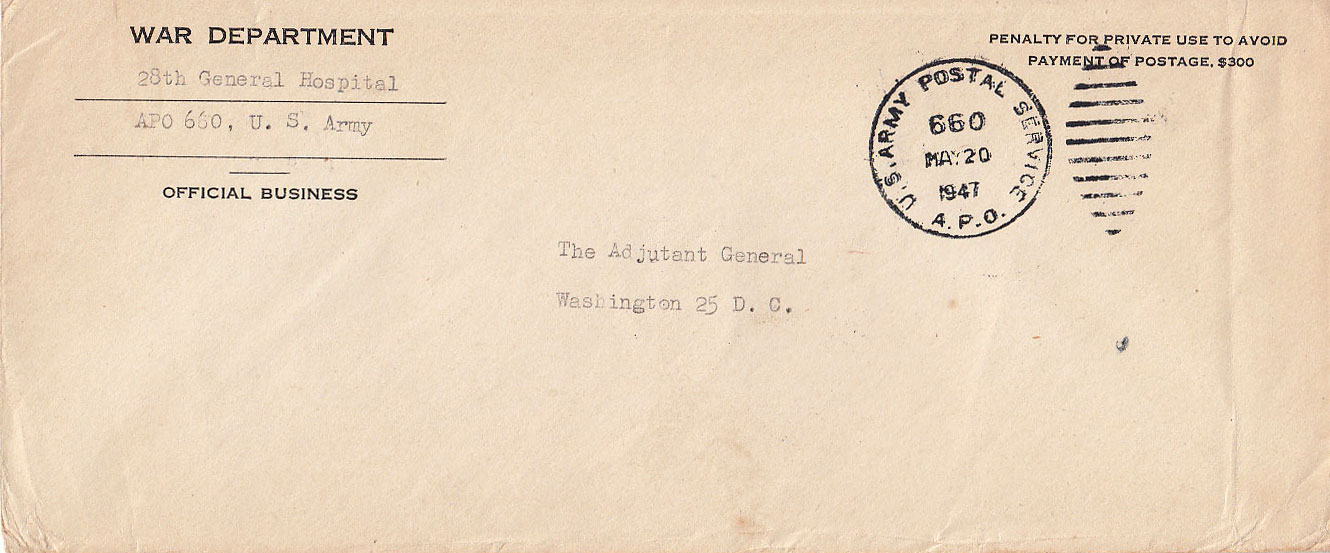 WAR DEPARTMENT
28th General Hospital
APO 660, U. S. Army
OFFICIAL BUSINESS
PENALTY FOR PRIVATE USE TO AVOID
PAYMENT OF POSTAGE, $300
U.S. ARMY POSTAL SERVICE
660
MAY 20
1947
A.P.O.
The Adjutant General
Washington 25 D. C.